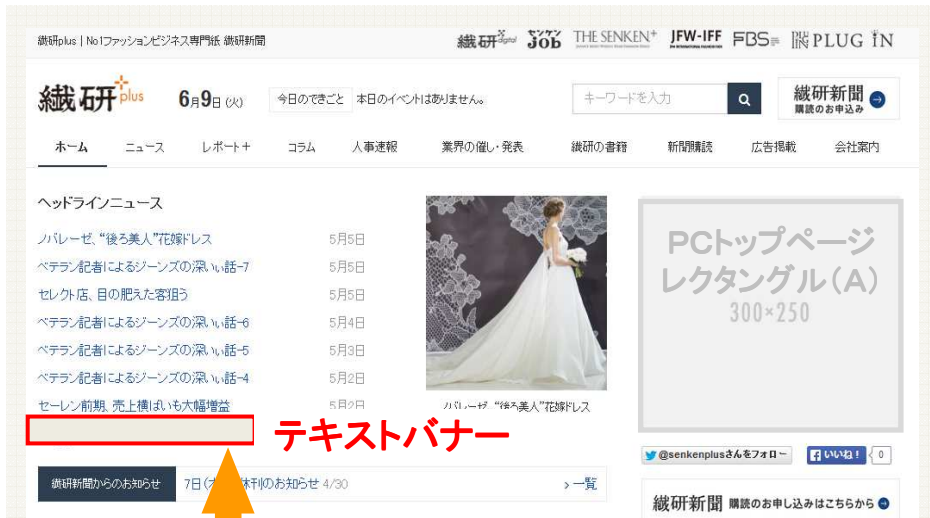 繊研plus | No1ファッションビジネス専門紙 繊研新聞
繊研 JOB THE SENKEN+ JFW-IFF FBS PLUG IN
繊研plus 6月9日(火) 今日のできごと 本日のイベントはありません。 キーワードを入力 繊研新聞
購読のお申込み
ホーム ニュース レポート+ コラム 人事速報 業界の催し・発表 繊研の書籍 新聞購読 広告掲載 会社案内
ヘッドラインニュース
ノバレーゼ、“後ろ美人”花嫁ドレス 5月5日
ベテラン記者によるジーンズの深いい話-7 5月5日
セレクト店、目の肥えた客狙う 5月5日
ベテラン記者によるジーンズの深いい話-6 5月4日
ベテラン記者によるジーンズの深いい話-5 5月3日
ベテラン記者によるジーンズの深いい話-4 5月2日
セーレン前期、売上横ばいも大幅増益 5月2日
ノバレーゼ、“後ろ美人”花嫁ドレス
PCトップページ
レクタングル(A)
300×250
テキストバナー
@senkenplusさんをフォロー いいね! 0
繊研新聞からのお知らせ 7日( 休刊のお知らせ 4/30 一覧
繊研新聞 購読のお申し込みはこちらから